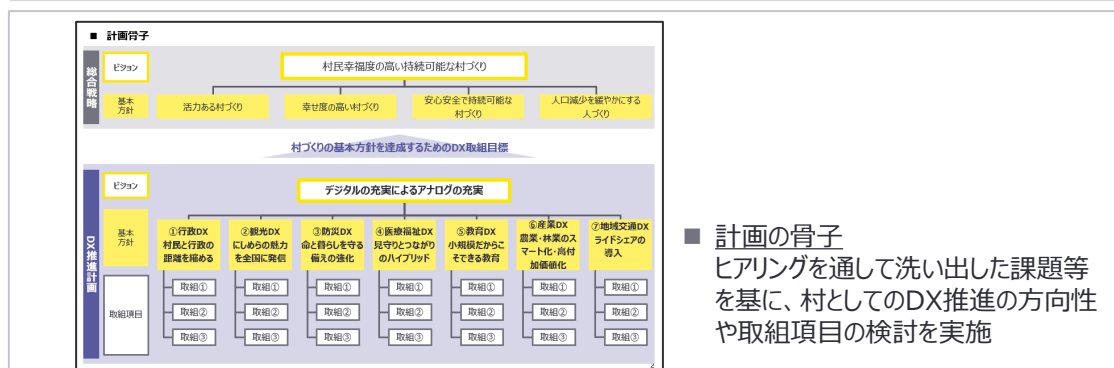 ■ 計画骨子
総合戦略
ビジョン
村民幸福度の高い持続可能な村づくり
基本
方針
活力ある村づくり
幸せ度の高い村づくり
安心安全で持続可能な
村づくり
人口減少を緩やかにする
人づくり
村づくりの基本方針を達成するためのDX取組目標
DX推進計画
ビジョン
デジタルの充実によるアナログの充実
基本
方針
①行政DX
村民と行政の
距離を縮める
②観光DX
にしめらの魅力
を全国に発信
③防災DX
命と暮らしを守る
備えの強化
④医療福祉DX
見守りとつながり
のハイブリッド
⑤教育DX
小規模だからこ
そできる教育
⑥産業DX
農業・林業のス
マート化・高付
加価値化
⑦地域交通DX
ライドシェアの
導入
取組項目
取組① 取組① 取組① 取組① 取組① 取組① 取組①
取組② 取組② 取組② 取組② 取組② 取組② 取組②
取組③ 取組③ 取組③ 取組③ 取組③ 取組③ 取組③
2
■ 計画の骨子
ヒアリングを通して洗い出した課題等
を基に、村としてのDX推進の方向性
や取組項目の検討を実施